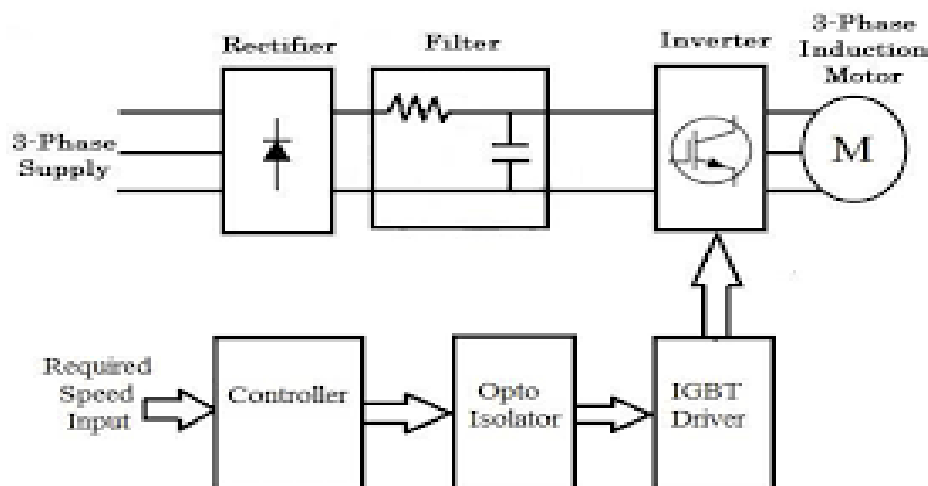 Rectifier
Filter
Inverter
3-Phase
Induction
Motor
3-Phase
Supply
M
Required
Speed
Input
Controller
Opto
Isolator
IGBT
Driver